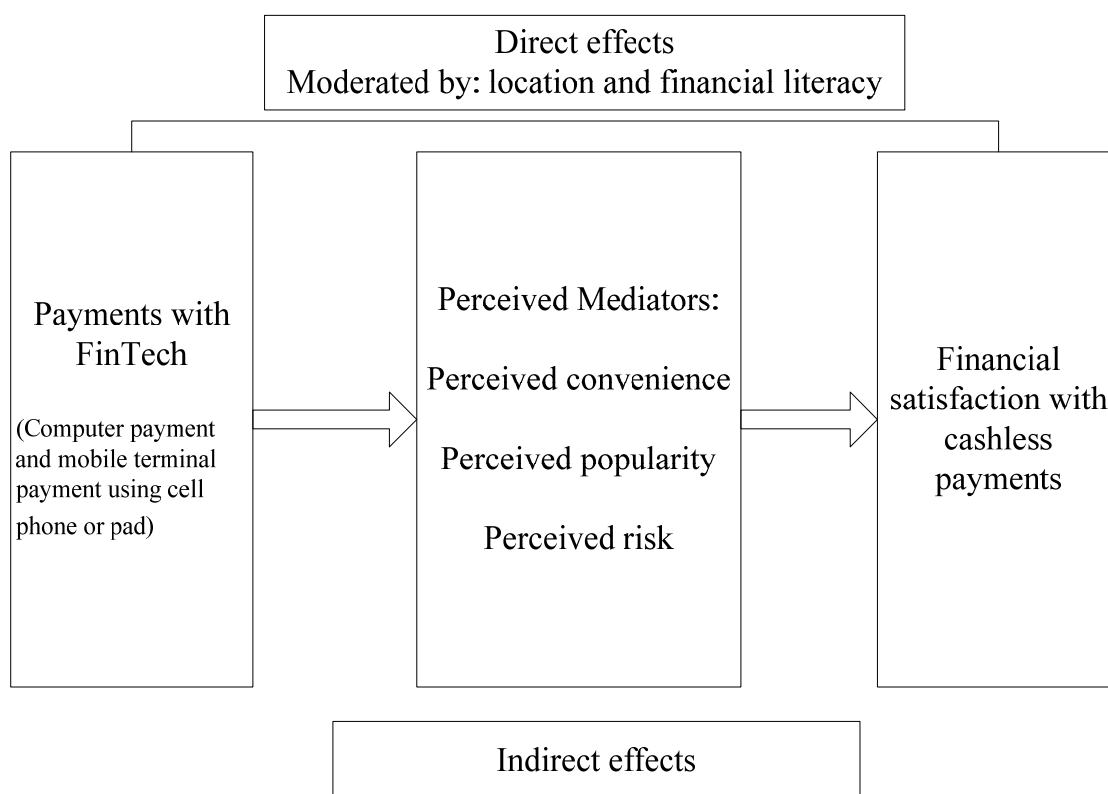 Direct effects
Moderated by: location and financial literacy
Payments with
FinTech
(Computer payment
and mobile terminal
payment using cell
phone or pad)
Perceived Mediators:
Perceived convenience
Perceived popularity
Perceived risk
Financial
satisfaction with
cashless
payments
Indirect effects